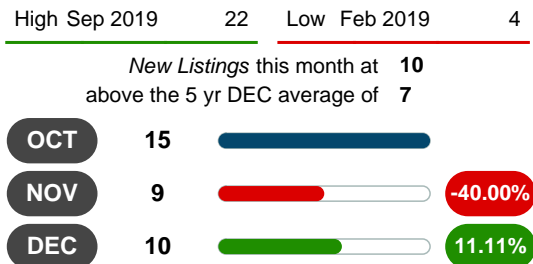 High Sep 2019 22 Low Feb 2019 4
New Listings this month at 10
above the 5 yr DEC average of 7
OCT 15
NOV 9 -40.00%
DEC 10 11.11%